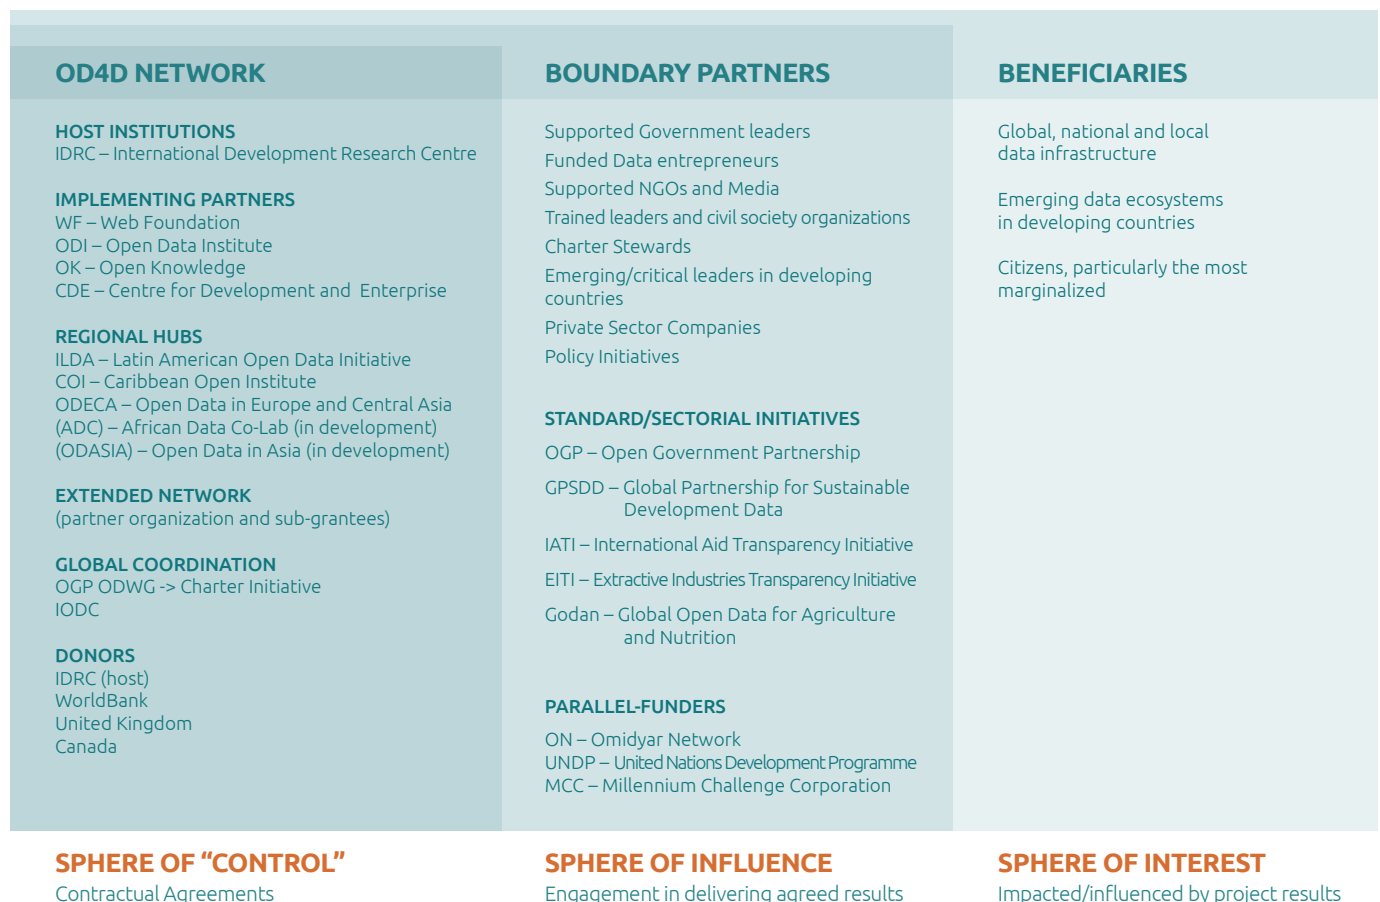 OD4D NETWORK
HOST INSTITUTIONS
IDRC – International Development Research Centre
IMPLEMENTING PARTNERS
WF – Web Foundation
ODI – Open Data Institute
OK – Open Knowledge
CDE – Centre for Development and Enterprise
REGIONAL HUBS
ILDA – Latin American Open Data Initiative
COI – Caribbean Open Institute
ODECA – Open Data in Europe and Central Asia
(ADC) – African Data Co-Lab (in development)
(ODASIA) – Open Data in Asia (in development)
EXTENDED NETWORK
(partner organization and sub-grantees)
GLOBAL COORDINATION
OGP ODWG -> Charter Initiative
IODC
DONORS
IDRC (host)
WorldBank
United Kingdom
Canada
SPHERE OF “CONTROL”
Contractual Agreements
BOUNDARY PARTNERS
Supported Government leaders
Funded Data entrepreneurs
Supported NGOs and Media
Trained leaders and civil society organizations
Charter Stewards
Emerging/critical leaders in developing
countries
Private Sector Companies
Policy Initiatives
STANDARD/SECTORIAL INITIATIVES
OGP – Open Government Partnership
GPSDD – Global Partnership for Sustainable
Development Data
IATI – International Aid Transparency Initiative
EITI – Extractive Industries Transparency Initiative
Godan – Global Open Data for Agriculture
and Nutrition
PARALLEL-FUNDERS
ON – Omidyar Network
UNDP – United Nations Development Programme
MCC – Millennium Challenge Corporation
SPHERE OF INFLUENCE
Engagement in delivering agreed results
BENEFICIARIES
Global, national and local
data infrastructure
Emerging data ecosystems
in developing countries
Citizens, particularly the most
marginalized
SPHERE OF INTEREST
Impacted/influenced by project results